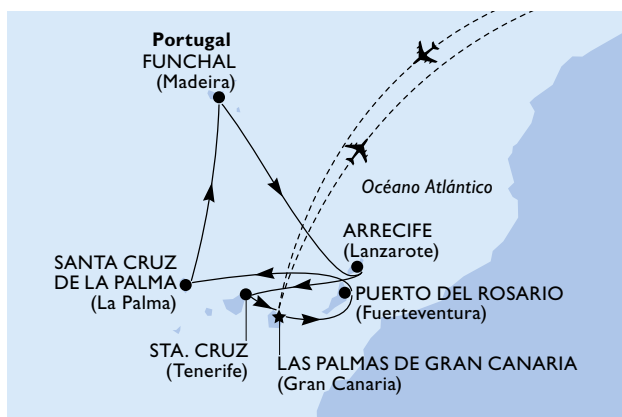 Portugal
FUNCHAL
(Madeira)
Océano Atlántico
ARRECIFE
(Lanzarote)
SANTA CRUZ
DE LA PALMA
(La Palma)
PUERTO DEL ROSARIO
(Fuerteventura)
STA. CRUZ
(Tenerife)
LAS PALMAS DE GRAN CANARIA
(Gran Canaria)